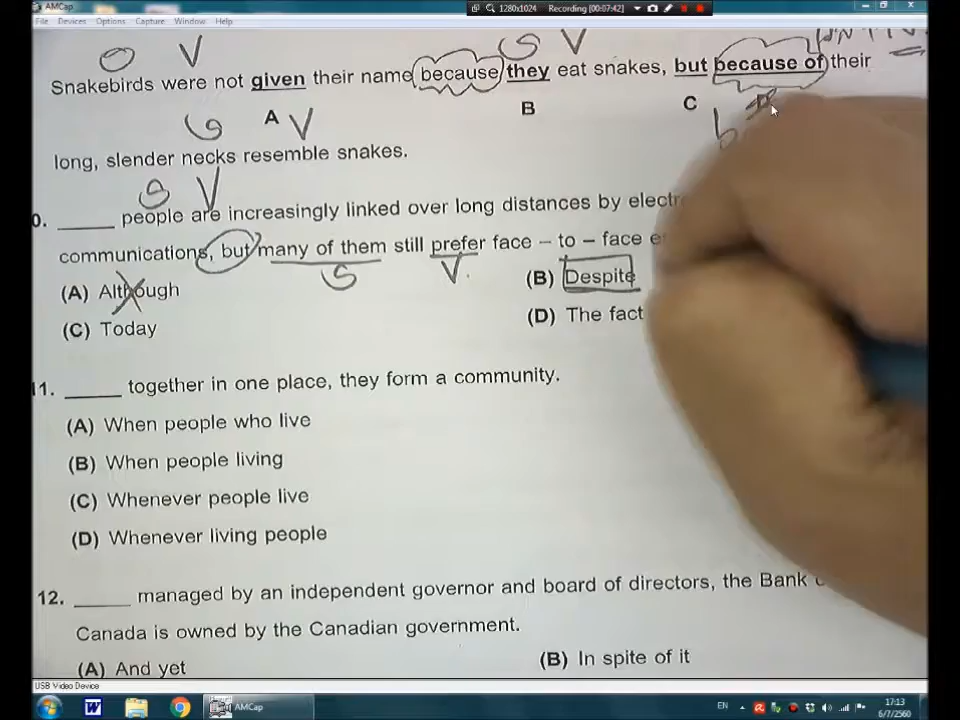 AMCap
1280x1024 Recording [00:07:42]
File Devices Options Capture Window Help
O V S V
Snakebirds were not given their name because they eat snakes, but because of their
A B C D
S V
long, slender necks resemble snakes.
S V
0. _____ people are increasingly linked over long distances by electr
communications, but many of them still prefer face – to – face e
S V
(A) Although (B) Despite
(C) Today (D) The fact
11. _____ together in one place, they form a community.
(A) When people who live
(B) When people living
(C) Whenever people live
(D) Whenever living people
12. _____ managed by an independent governor and board of directors, the Bank
Canada is owned by the Canadian government.
(A) And yet (B) In spite of it
USB Video Device
AMCap EN 17:13
6/7/2560